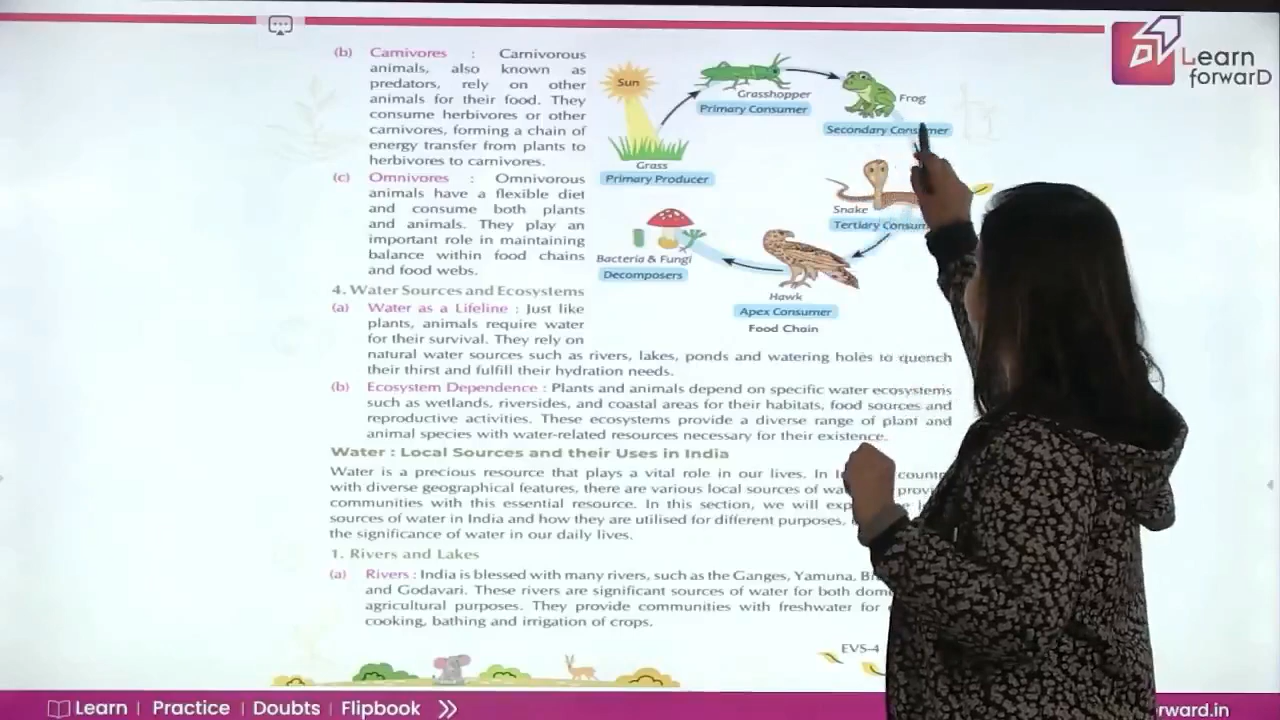 Learn
forwarD
(b) Carnivores : Carnivorous
animals, also known as
predators, rely on other
animals for their food. They
consume herbivores or other
carnivores, forming a chain of
energy transfer from plants to
herbivores to carnivores.
(c) Omnivores : Omnivorous
animals have a flexible diet
and consume both plants
and animals. They play an
important role in maintaining
balance within food chains
and food webs.
Sun
Grasshopper
Primary Consumer
Frog
Secondary Consumer
Grass
Primary Producer
Snake
Tertiary
Bacteria & Fungi
Decomposers
Hawk
Apex Consumer
Food Chain
4. Water Sources and Ecosystems
(a) Water as a Lifeline : Just like
plants, animals require water
for their survival. They rely on
natural water sources such as rivers, lakes, ponds and watering holes to quench
their thirst and fulfill their hydration needs.
(b) Ecosystem Dependence : Plants and animals depend on specific water ecosystems
such as wetlands, riversides, and coastal areas for their habitats, food sources and
reproductive activities. These ecosystems provide a diverse range of plant and
animal species with water-related resources necessary for their existence.
Water : Local Sources and their Uses in India
Water is a precious resource that plays a vital role in our lives. In
with diverse geographical features, there are various local sources of
communities with this essential resource. In this section, we will
sources of water in India and how they are utilised for different purposes,
the significance of water in our daily lives.
1. Rivers and Lakes
(a) Rivers : India is blessed with many rivers, such as the Ganges, Yamuna,
and Godavari. These rivers are significant sources of water for both
agricultural purposes. They provide communities with freshwater for
cooking, bathing and irrigation of crops.
EVS-4
Learn | Practice | Doubts | Flipbook